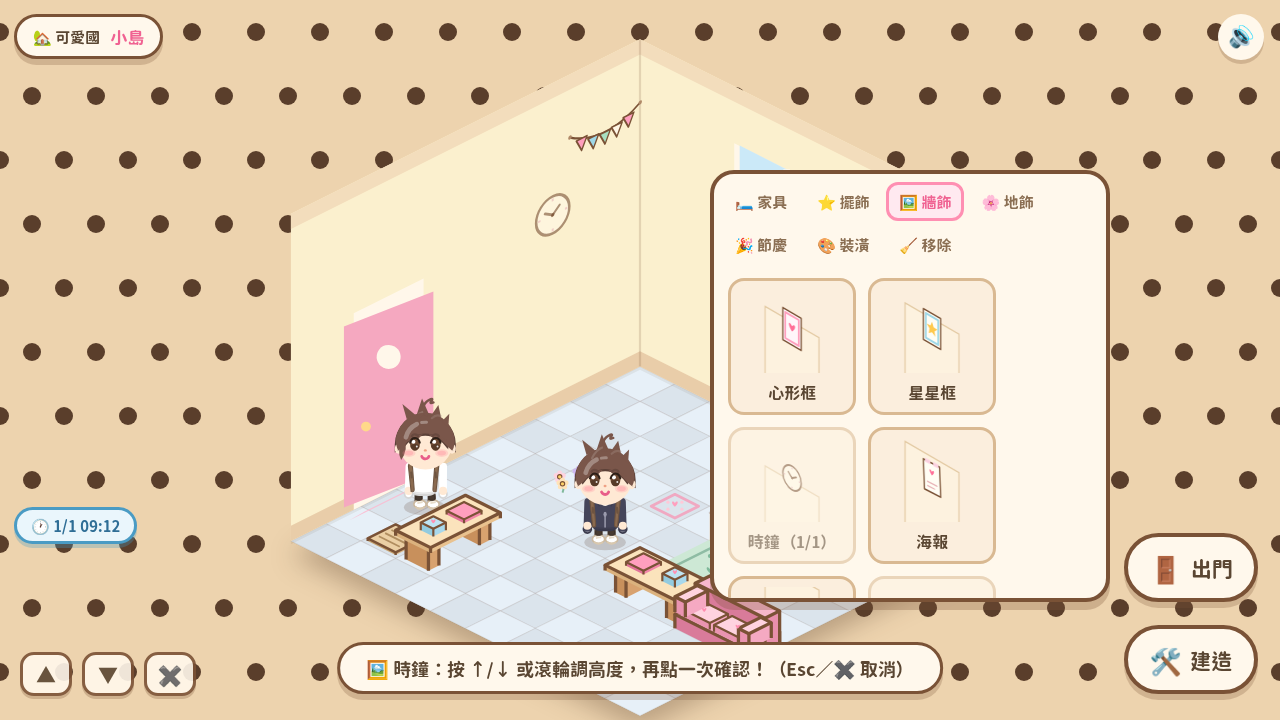 🏡 可愛國 小島
🛏️ 家具 ⭐ 擺飾 🖼️ 牆飾 🌸 地飾
🎉 節慶 🎨 裝潢 🧹 移除
心形框 星星框
時鐘（1/1） 海報
🕐 1/1 09:12
🚪 出門
🛠️ 建造
▲ ▼ ✖
🖼️ 時鐘：按 ↑/↓ 或滾輪調高度，再點一次確認！（Esc／✖ 取消）